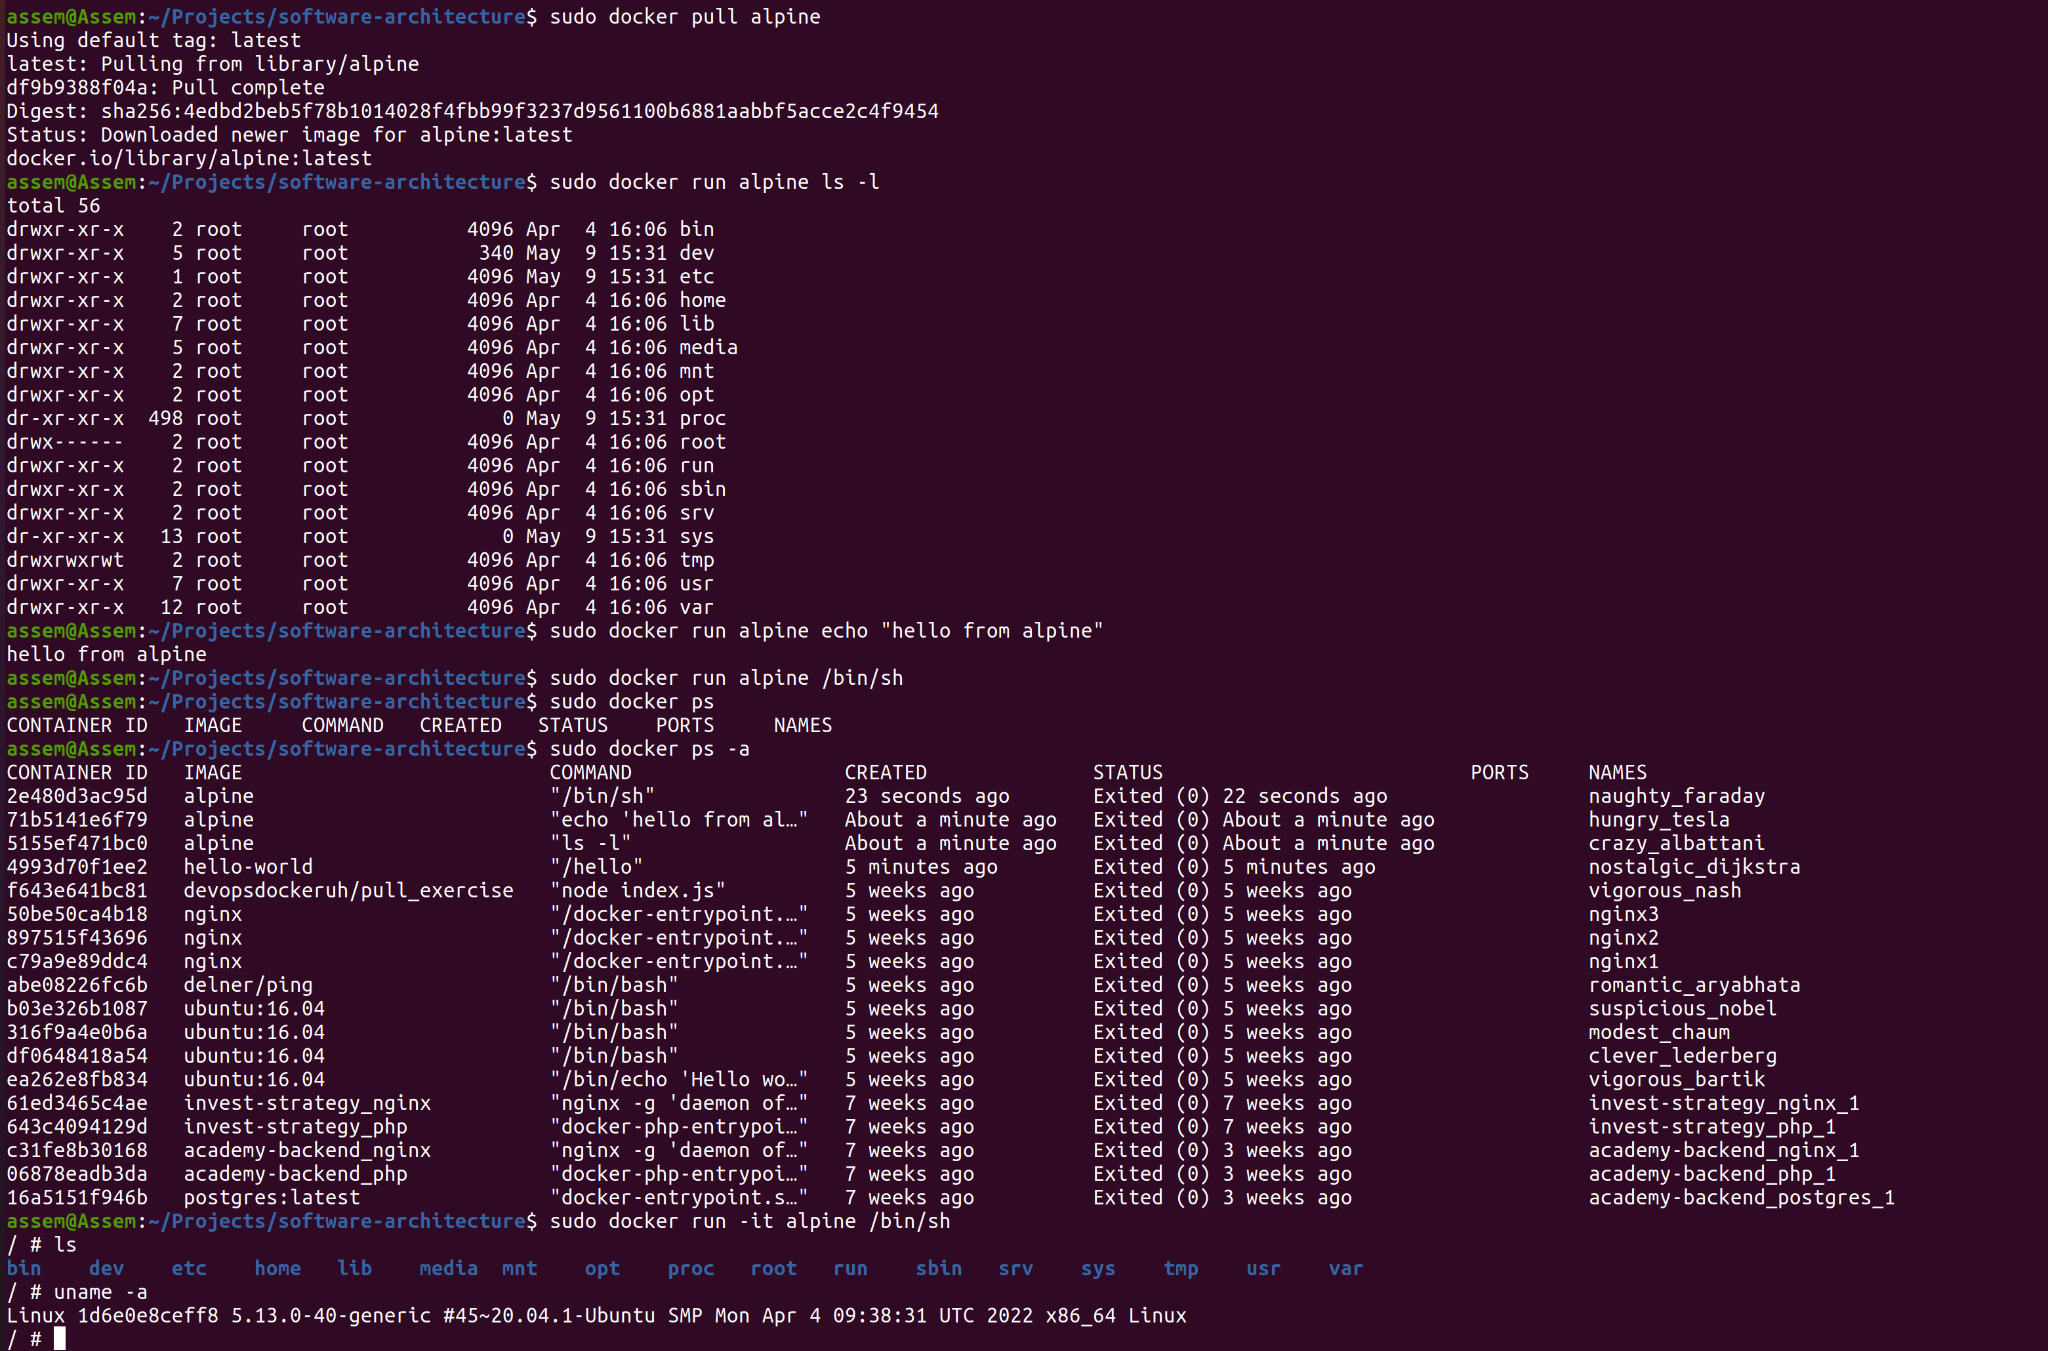 assem@Assem:~/Projects/software-architecture$ sudo docker pull alpine
Using default tag: latest
latest: Pulling from library/alpine
df9b9388f04a: Pull complete
Digest: sha256:4edbd2beb5f78b1014028f4fbb99f3237d9561100b6881aabbf5acce2c4f9454
Status: Downloaded newer image for alpine:latest
docker.io/library/alpine:latest
assem@Assem:~/Projects/software-architecture$ sudo docker run alpine ls -l
total 56
drwxr-xr-x    2 root     root          4096 Apr  4 16:06 bin
drwxr-xr-x    5 root     root           340 May  9 15:31 dev
drwxr-xr-x    1 root     root          4096 May  9 15:31 etc
drwxr-xr-x    2 root     root          4096 Apr  4 16:06 home
drwxr-xr-x    7 root     root          4096 Apr  4 16:06 lib
drwxr-xr-x    5 root     root          4096 Apr  4 16:06 media
drwxr-xr-x    2 root     root          4096 Apr  4 16:06 mnt
drwxr-xr-x    2 root     root          4096 Apr  4 16:06 opt
dr-xr-xr-x  498 root     root             0 May  9 15:31 proc
drwx------    2 root     root          4096 Apr  4 16:06 root
drwxr-xr-x    2 root     root          4096 Apr  4 16:06 run
drwxr-xr-x    2 root     root          4096 Apr  4 16:06 sbin
drwxr-xr-x    2 root     root          4096 Apr  4 16:06 srv
dr-xr-xr-x   13 root     root             0 May  9 15:31 sys
drwxrwxrwt    2 root     root          4096 Apr  4 16:06 tmp
drwxr-xr-x    7 root     root          4096 Apr  4 16:06 usr
drwxr-xr-x   12 root     root          4096 Apr  4 16:06 var
assem@Assem:~/Projects/software-architecture$ sudo docker run alpine echo "hello from alpine"
hello from alpine
assem@Assem:~/Projects/software-architecture$ sudo docker run alpine /bin/sh
assem@Assem:~/Projects/software-architecture$ sudo docker ps
CONTAINER ID   IMAGE     COMMAND   CREATED   STATUS    PORTS     NAMES
assem@Assem:~/Projects/software-architecture$ sudo docker ps -a
CONTAINER ID   IMAGE                          COMMAND                  CREATED              STATUS                          PORTS     NAMES
2e480d3ac95d   alpine                         "/bin/sh"                23 seconds ago       Exited (0) 22 seconds ago                 naughty_faraday
71b5141e6f79   alpine                         "echo 'hello from al…"   About a minute ago   Exited (0) About a minute ago             hungry_tesla
5155ef471bc0   alpine                         "ls -l"                  About a minute ago   Exited (0) About a minute ago             crazy_albattani
4993d70f1ee2   hello-world                    "/hello"                 5 minutes ago        Exited (0) 5 minutes ago                  nostalgic_dijkstra
f643e641bc81   devopsdockeruh/pull_exercise   "node index.js"          5 weeks ago          Exited (0) 5 weeks ago                    vigorous_nash
50be50ca4b18   nginx                          "/docker-entrypoint.…"   5 weeks ago          Exited (0) 5 weeks ago                    nginx3
897515f43696   nginx                          "/docker-entrypoint.…"   5 weeks ago          Exited (0) 5 weeks ago                    nginx2
c79a9e89ddc4   nginx                          "/docker-entrypoint.…"   5 weeks ago          Exited (0) 5 weeks ago                    nginx1
abe08226fc6b   delner/ping                    "/bin/bash"              5 weeks ago          Exited (0) 5 weeks ago                    romantic_aryabhata
b03e326b1087   ubuntu:16.04                   "/bin/bash"              5 weeks ago          Exited (0) 5 weeks ago                    suspicious_nobel
316f9a4e0b6a   ubuntu:16.04                   "/bin/bash"              5 weeks ago          Exited (0) 5 weeks ago                    modest_chaum
df0648418a54   ubuntu:16.04                   "/bin/bash"              5 weeks ago          Exited (0) 5 weeks ago                    clever_lederberg
ea262e8fb834   ubuntu:16.04                   "/bin/echo 'Hello wo…"   5 weeks ago          Exited (0) 5 weeks ago                    vigorous_bartik
61ed3465c4ae   invest-strategy_nginx          "nginx -g 'daemon of…"   7 weeks ago          Exited (0) 7 weeks ago                    invest-strategy_nginx_1
643c4094129d   invest-strategy_php            "docker-php-entrypoi…"   7 weeks ago          Exited (0) 7 weeks ago                    invest-strategy_php_1
c31fe8b30168   academy-backend_nginx          "nginx -g 'daemon of…"   7 weeks ago          Exited (0) 3 weeks ago                    academy-backend_nginx_1
06878eadb3da   academy-backend_php            "docker-php-entrypoi…"   7 weeks ago          Exited (0) 3 weeks ago                    academy-backend_php_1
16a5151f946b   postgres:latest                "docker-entrypoint.s…"   7 weeks ago          Exited (0) 3 weeks ago                    academy-backend_postgres_1
assem@Assem:~/Projects/software-architecture$ sudo docker run -it alpine /bin/sh
/ # ls
bin    dev    etc    home   lib    media  mnt    opt    proc   root   run    sbin   srv    sys    tmp    usr    var
/ # uname -a
Linux 1d6e0e8ceff8 5.13.0-40-generic #45~20.04.1-Ubuntu SMP Mon Apr 4 09:38:31 UTC 2022 x86_64 Linux
/ #